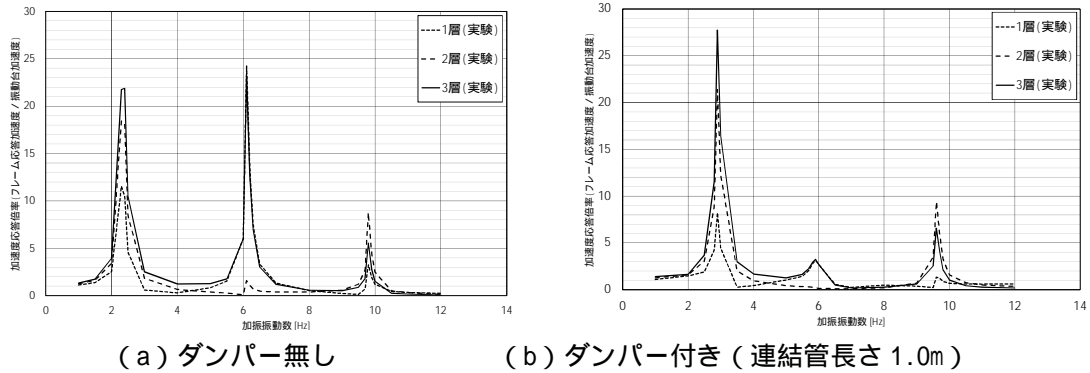 30
25
20
15
10
5
0
加速度応答倍率(フレーム応答加速度/振動台加速度)
1層(実験)
2層(実験)
3層(実験)
0 2 4 6 8 10 12 14
加振振動数 [Hz]
(a)ダンパー無し
30
25
20
15
10
5
0
加速度応答倍率(フレーム応答加速度/振動台加速度)
1層(実験)
2層(実験)
3層(実験)
0 2 4 6 8 10 12 14
加振振動数 [Hz]
(b)ダンパー付き(連結管長さ 1.0m)